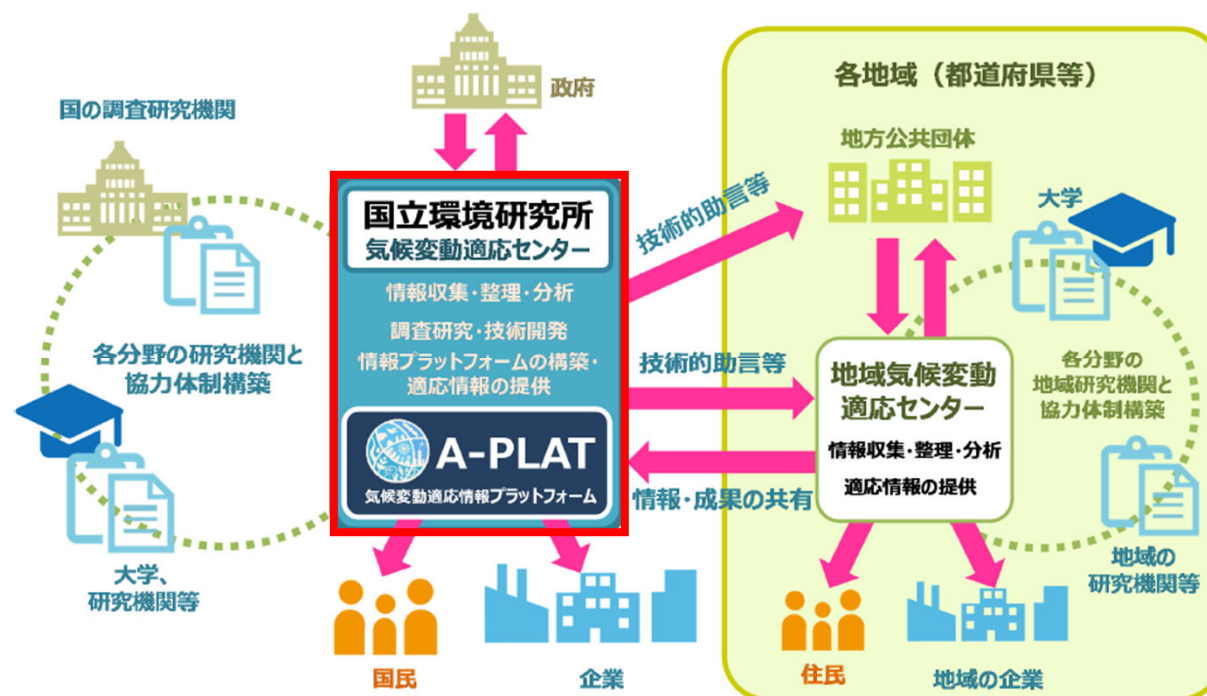 政府
国の調査研究機関
国立環境研究所
気候変動適応センター
情報収集・整理・分析
調査研究・技術開発
情報プラットフォームの構築・
適応情報の提供
A-PLAT
気候変動適応情報プラットフォーム
各分野の研究機関と
協力体制構築
大学、
研究機関等
国民
企業
技術的助言等
技術的助言等
情報・成果の共有
各地域（都道府県等）
地方公共団体
大学
地域気候変動
適応センター
情報収集・整理・分析
適応情報の提供
各分野の
地域研究機関と
協力体制構築
地域の
研究機関等
住民
地域の企業